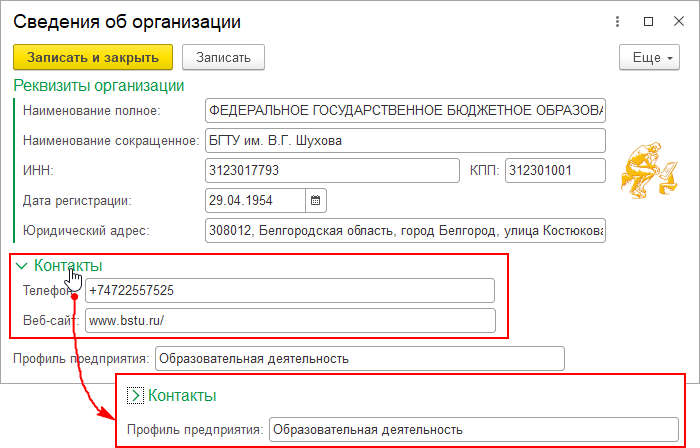 Сведения об организации
Записать и закрыть Записать Еще
Реквизиты организации
Наименование полное: ФЕДЕРАЛЬНОЕ ГОСУДАРСТВЕННОЕ БЮДЖЕТНОЕ ОБРАЗОВА
Наименование сокращенное: БГТУ им. В.Г. Шухова
ИНН: 3123017793 КПП: 312301001
Дата регистрации: 29.04.1954
Юридический адрес: 308012, Белгородская область, город Белгород, улица Костюкова
Контакты
Телефон: +74722557525
Веб-сайт: www.bstu.ru/
Профиль предприятия: Образовательная деятельность
Контакты
Профиль предприятия: Образовательная деятельность